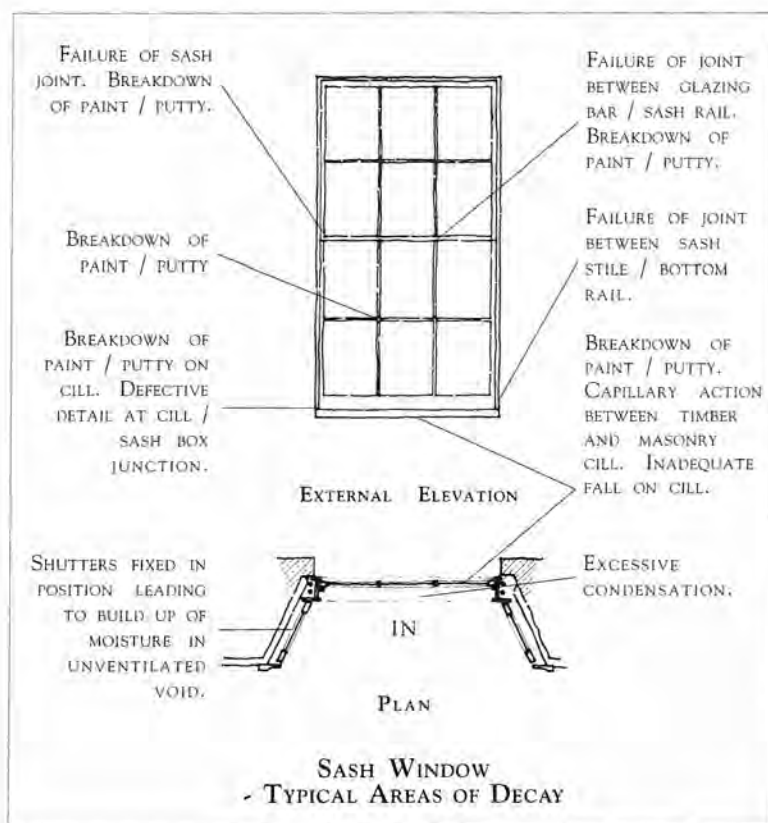 FAILURE OF SASH
JOINT. BREAKDOWN
OF PAINT / PUTTY.
FAILURE OF JOINT
BETWEEN GLAZING
BAR / SASH RAIL.
BREAKDOWN OF
PAINT / PUTTY.
BREAKDOWN OF
PAINT / PUTTY
FAILURE OF JOINT
BETWEEN SASH
STILE / BOTTOM
RAIL.
BREAKDOWN OF
PAINT / PUTTY ON
CILL. DEFECTIVE
DETAIL AT CILL /
SASH BOX
JUNCTION.
BREAKDOWN OF
PAINT / PUTTY.
CAPILLARY ACTION
BETWEEN TIMBER
AND MASONRY
CILL. INADEQUATE
FALL ON CILL.
EXTERNAL ELEVATION
SHUTTERS FIXED IN
POSITION LEADING
TO BUILD UP OF
MOISTURE IN
UNVENTILATED
VOID.
EXCESSIVE
CONDENSATION.
IN
PLAN
SASH WINDOW
- TYPICAL AREAS OF DECAY